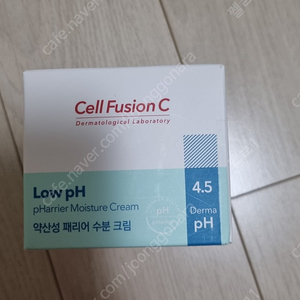 Cell Fusion C
Dermatological Laboratory
Low pH
pHarrier Moisture Cream
약산성 패리어 수분 크림
pH
4.5
Derma
pH